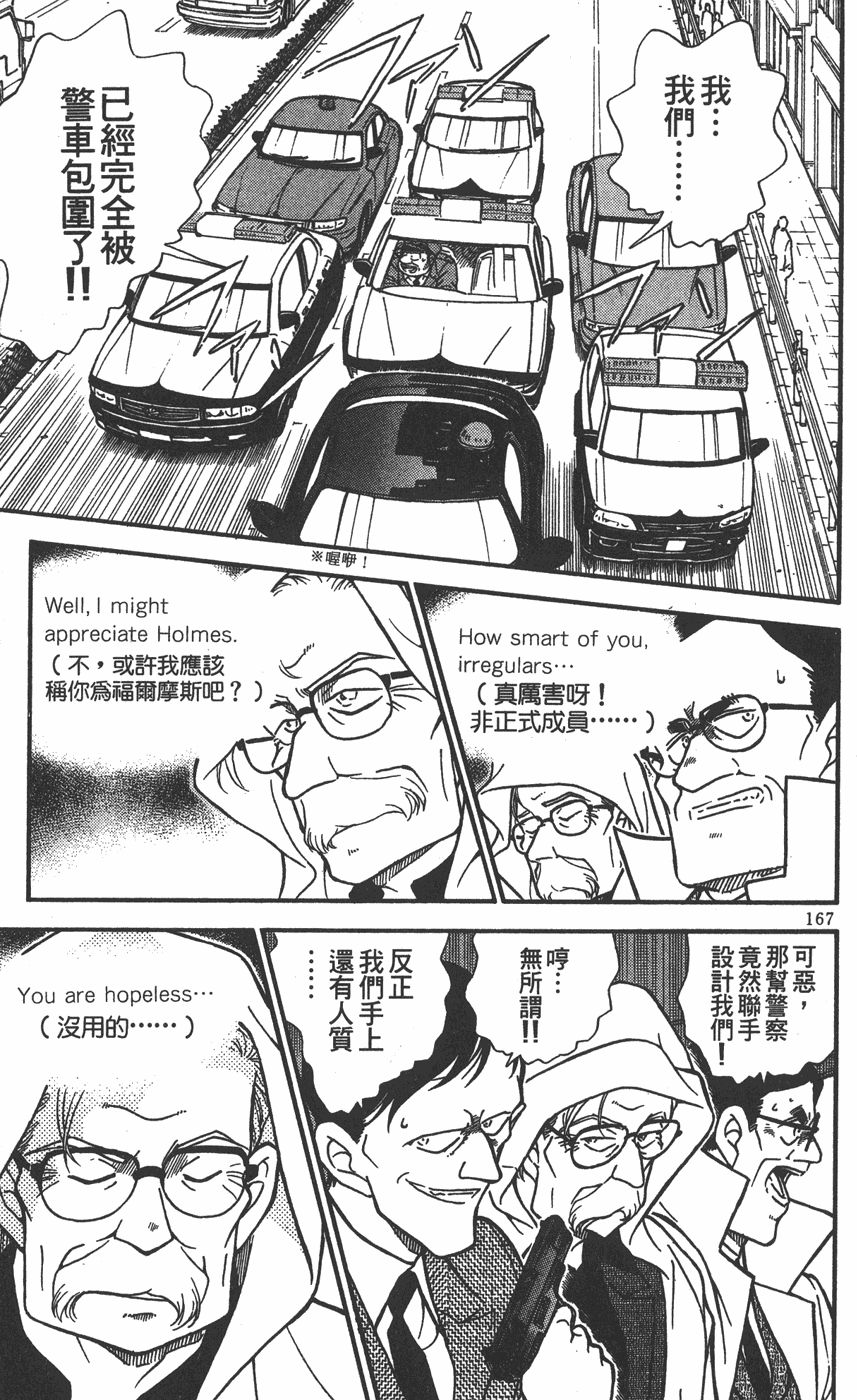 我…
我們……
已經完全被
警車包圍了!!
※喔咿！
How smart of you,
irregulars…
（真厲害呀！
非正式成員……）
Well, I might
appreciate Holmes.
（不，或許我應該
稱你為福爾摩斯吧？）
167
可惡，
那幫警察
竟然聯手
設計我們！
哼…
無所謂!!
反正
我們手上
還有人質
……
You are hopeless…
（沒用的……）